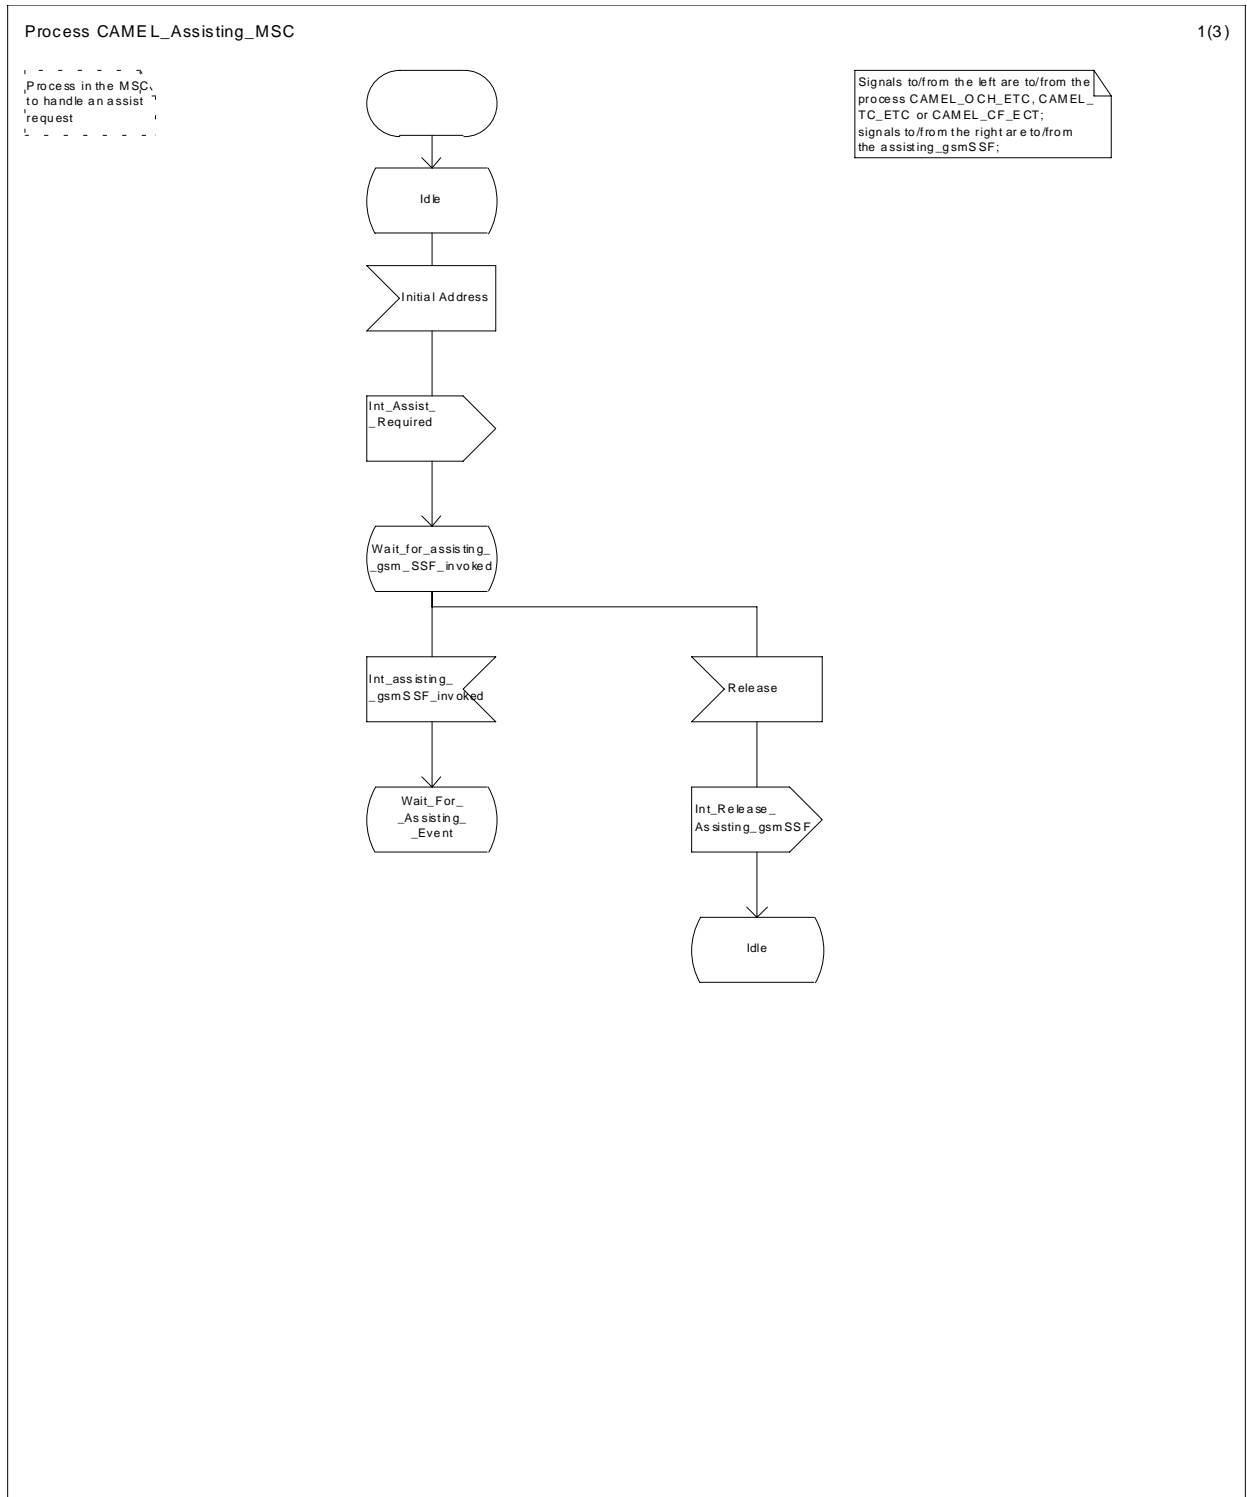 Process CAMEL_Assisting_MSC
1(3)
Process in the MSC
to handle an assist
request
Signals to/from the left are to/from the
process CAMEL_OCH_ETC, CAMEL_
TC_ETC or CAMEL_CF_ECT;
signals to/from the right are to/from
the assisting_gsmSSF;
Idle
Initial Address
Int_Assist_
_Required
Wait_for_assisting_
_gsm_SSF_invoked
Int_assisting_
_gsmSSF_invoked
Release
Wait_For_
_Assisting_
_Event
Int_Release_
Assisting_gsmSSF
Idle